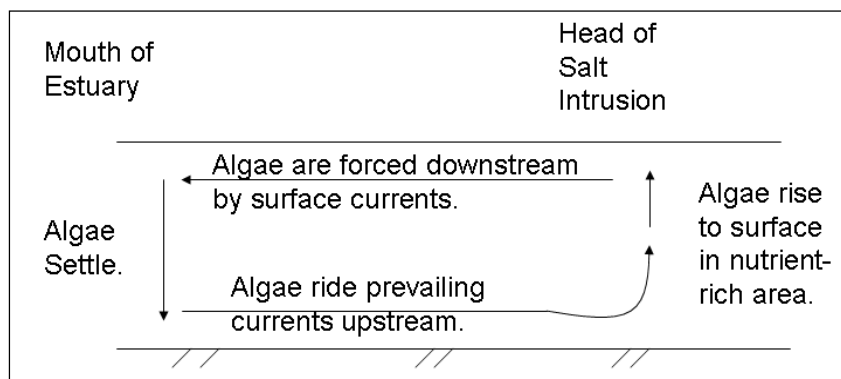 Mouth of
Estuary
Head of
Salt
Intrusion
Algae are forced downstream
by surface currents.
Algae
Settle.
Algae ride prevailing
currents upstream.
Algae rise
to surface
in nutrient-
rich area.